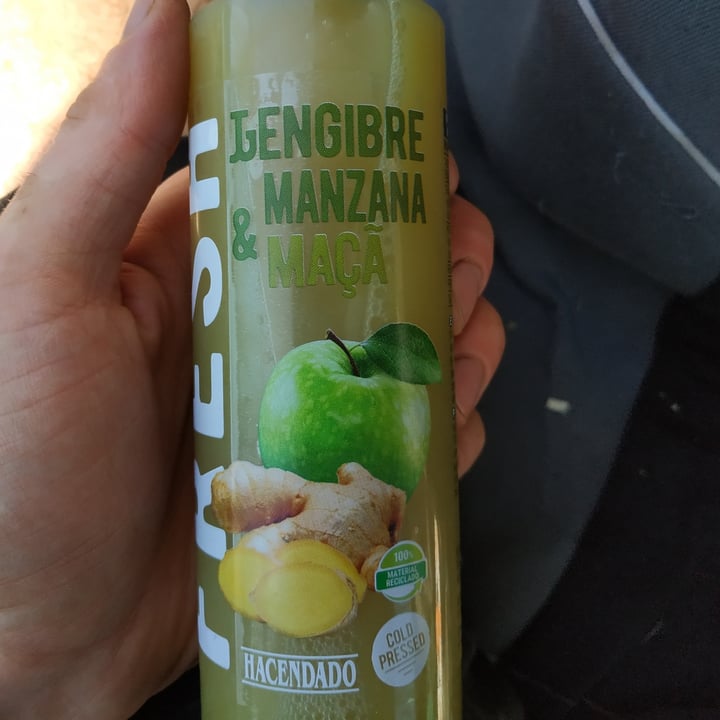 FRESH
JENGIBRE
MANZANA
& MAÇÃ
100%
MATERIAL
RECICLADO
COLD
PRESSED
HACENDADO